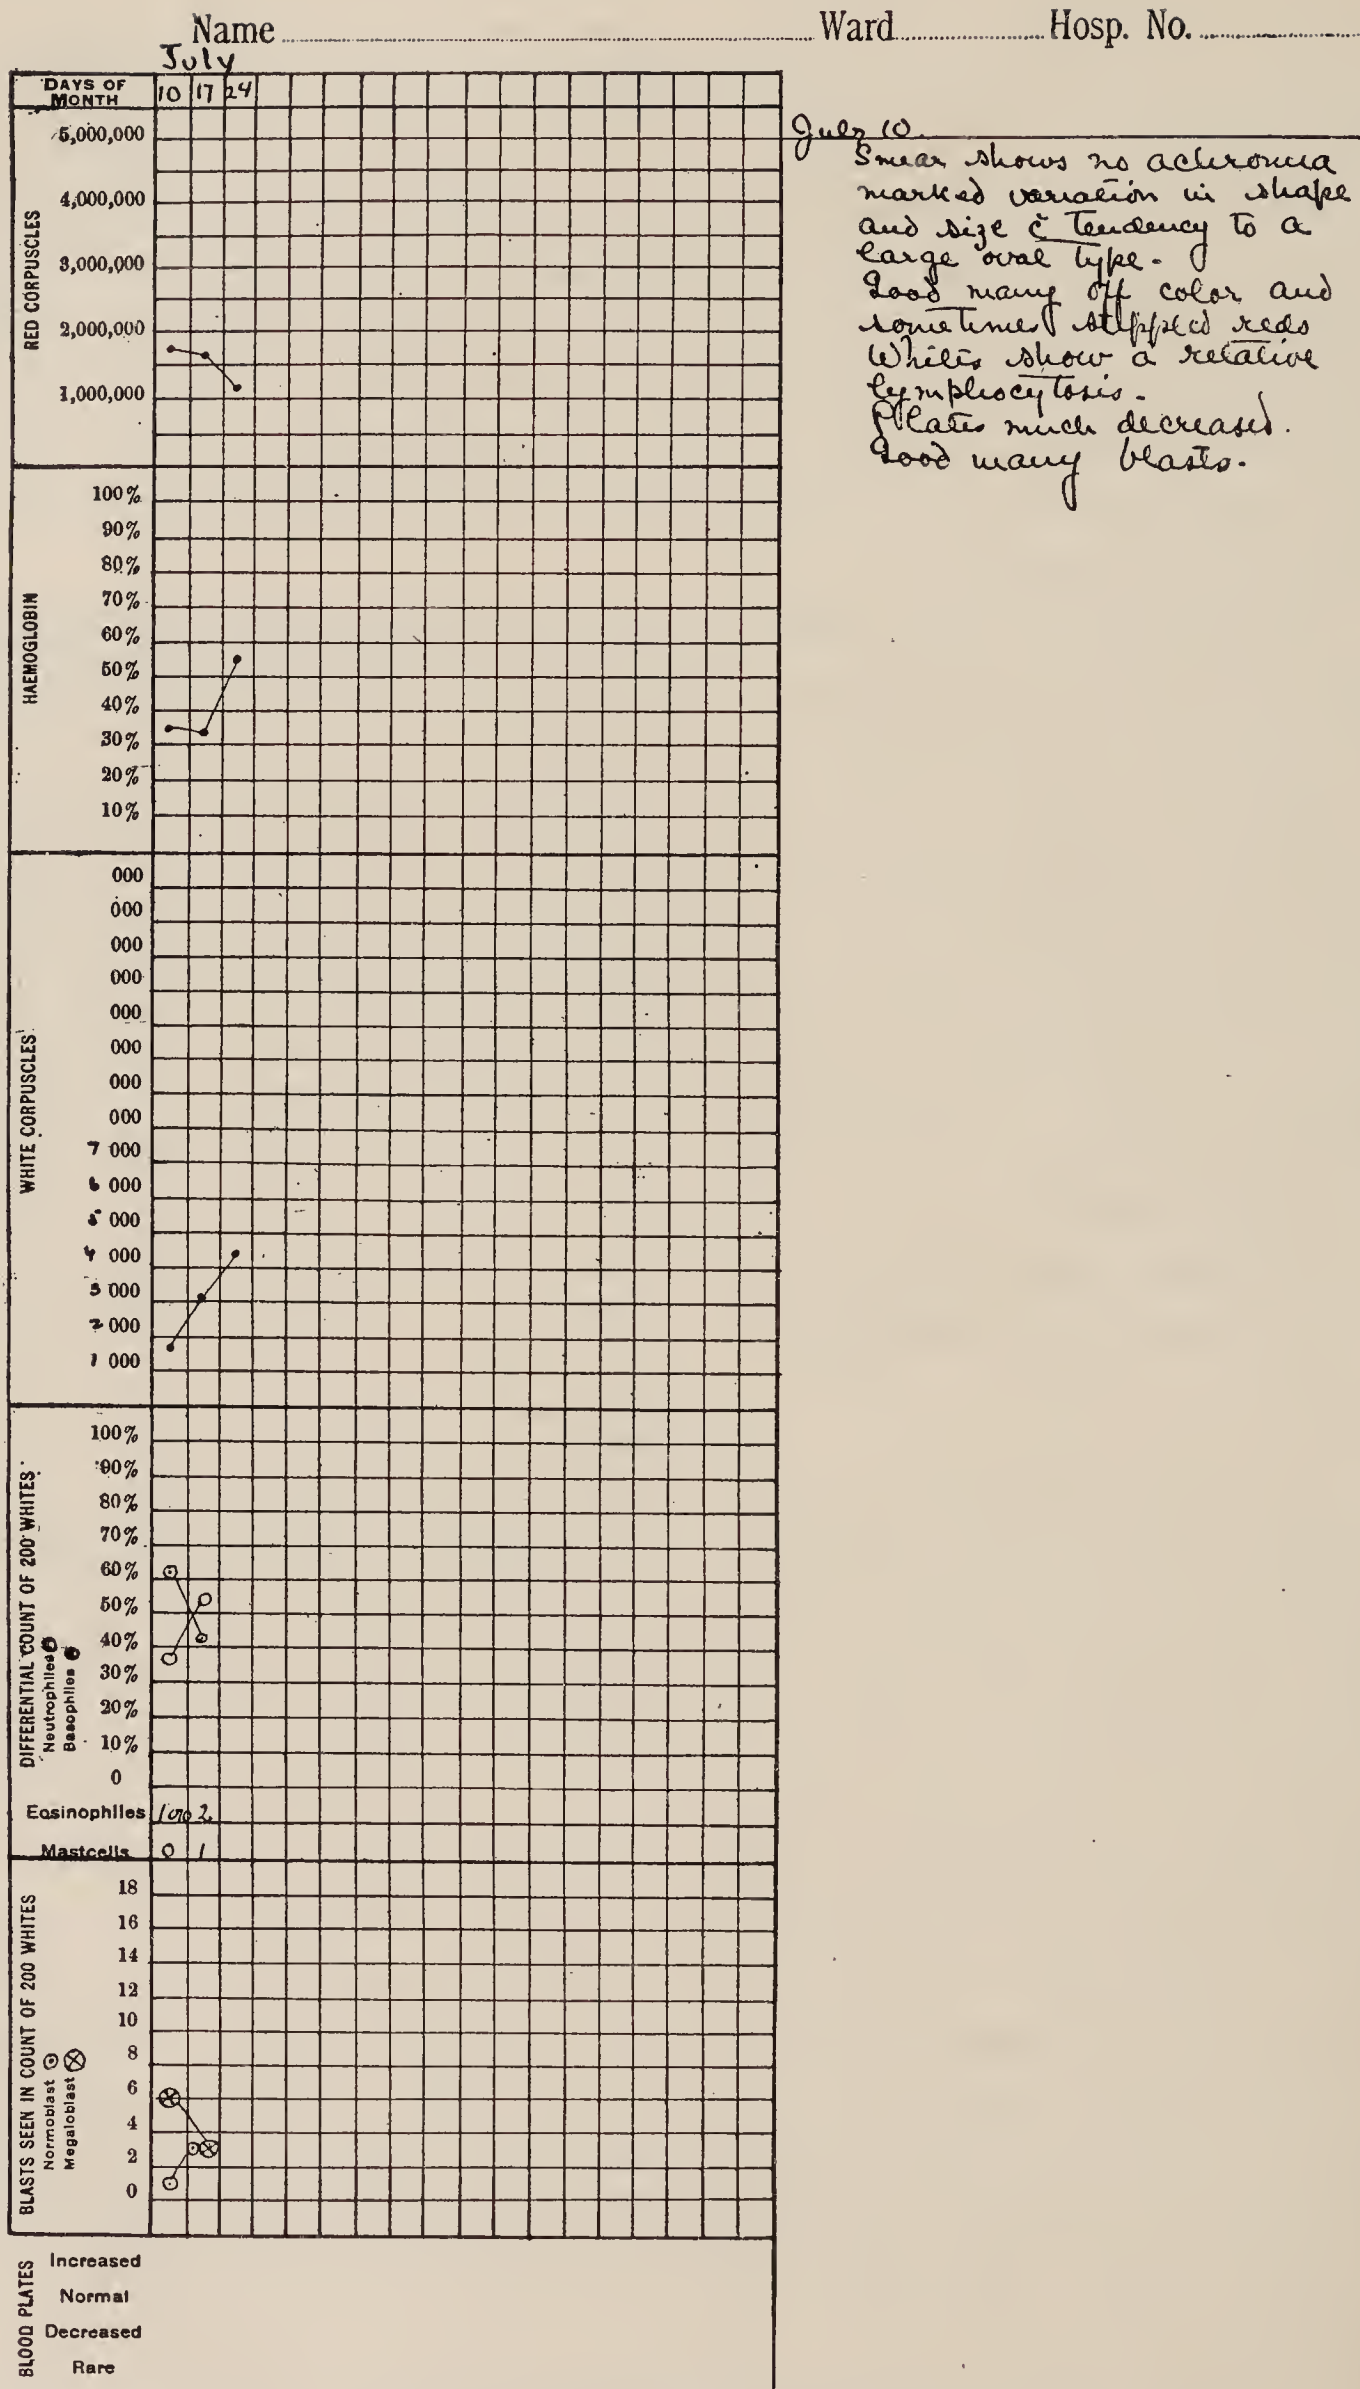 Name Ward Hosp. No.
July
DAYS OF MONTH 10 17 24
RED CORPUSCLES
5,000,000
4,000,000
3,000,000
2,000,000
1,000,000
HAEMOGLOBIN
100%
90%
80%
70%
60%
50%
40%
30%
20%
10%
WHITE CORPUSCLES
000
000
000
000
000
000
000
000
7 000
6 000
5 000
4 000
3 000
2 000
1 000
DIFFERENTIAL COUNT OF 200 WHITES
Neutrophiles
Basophiles
100%
90%
80%
70%
60%
50%
40%
30%
20%
10%
0
Eosinophiles 1 2
Mastcells 0 1
BLASTS SEEN IN COUNT OF 200 WHITES
Normoblast
Megaloblast
18
16
14
12
10
8
6
4
2
0
BLOOD PLATES
Increased
Normal
Decreased
Rare
July 10
Smear shows no achromia
marked variation in shape
and size c̄ tendency to a
large oval type.
Good many off color and
sometimes stippled reds
Whites show a relative
lymphocytosis.
Plates much decreased.
Good many blasts.